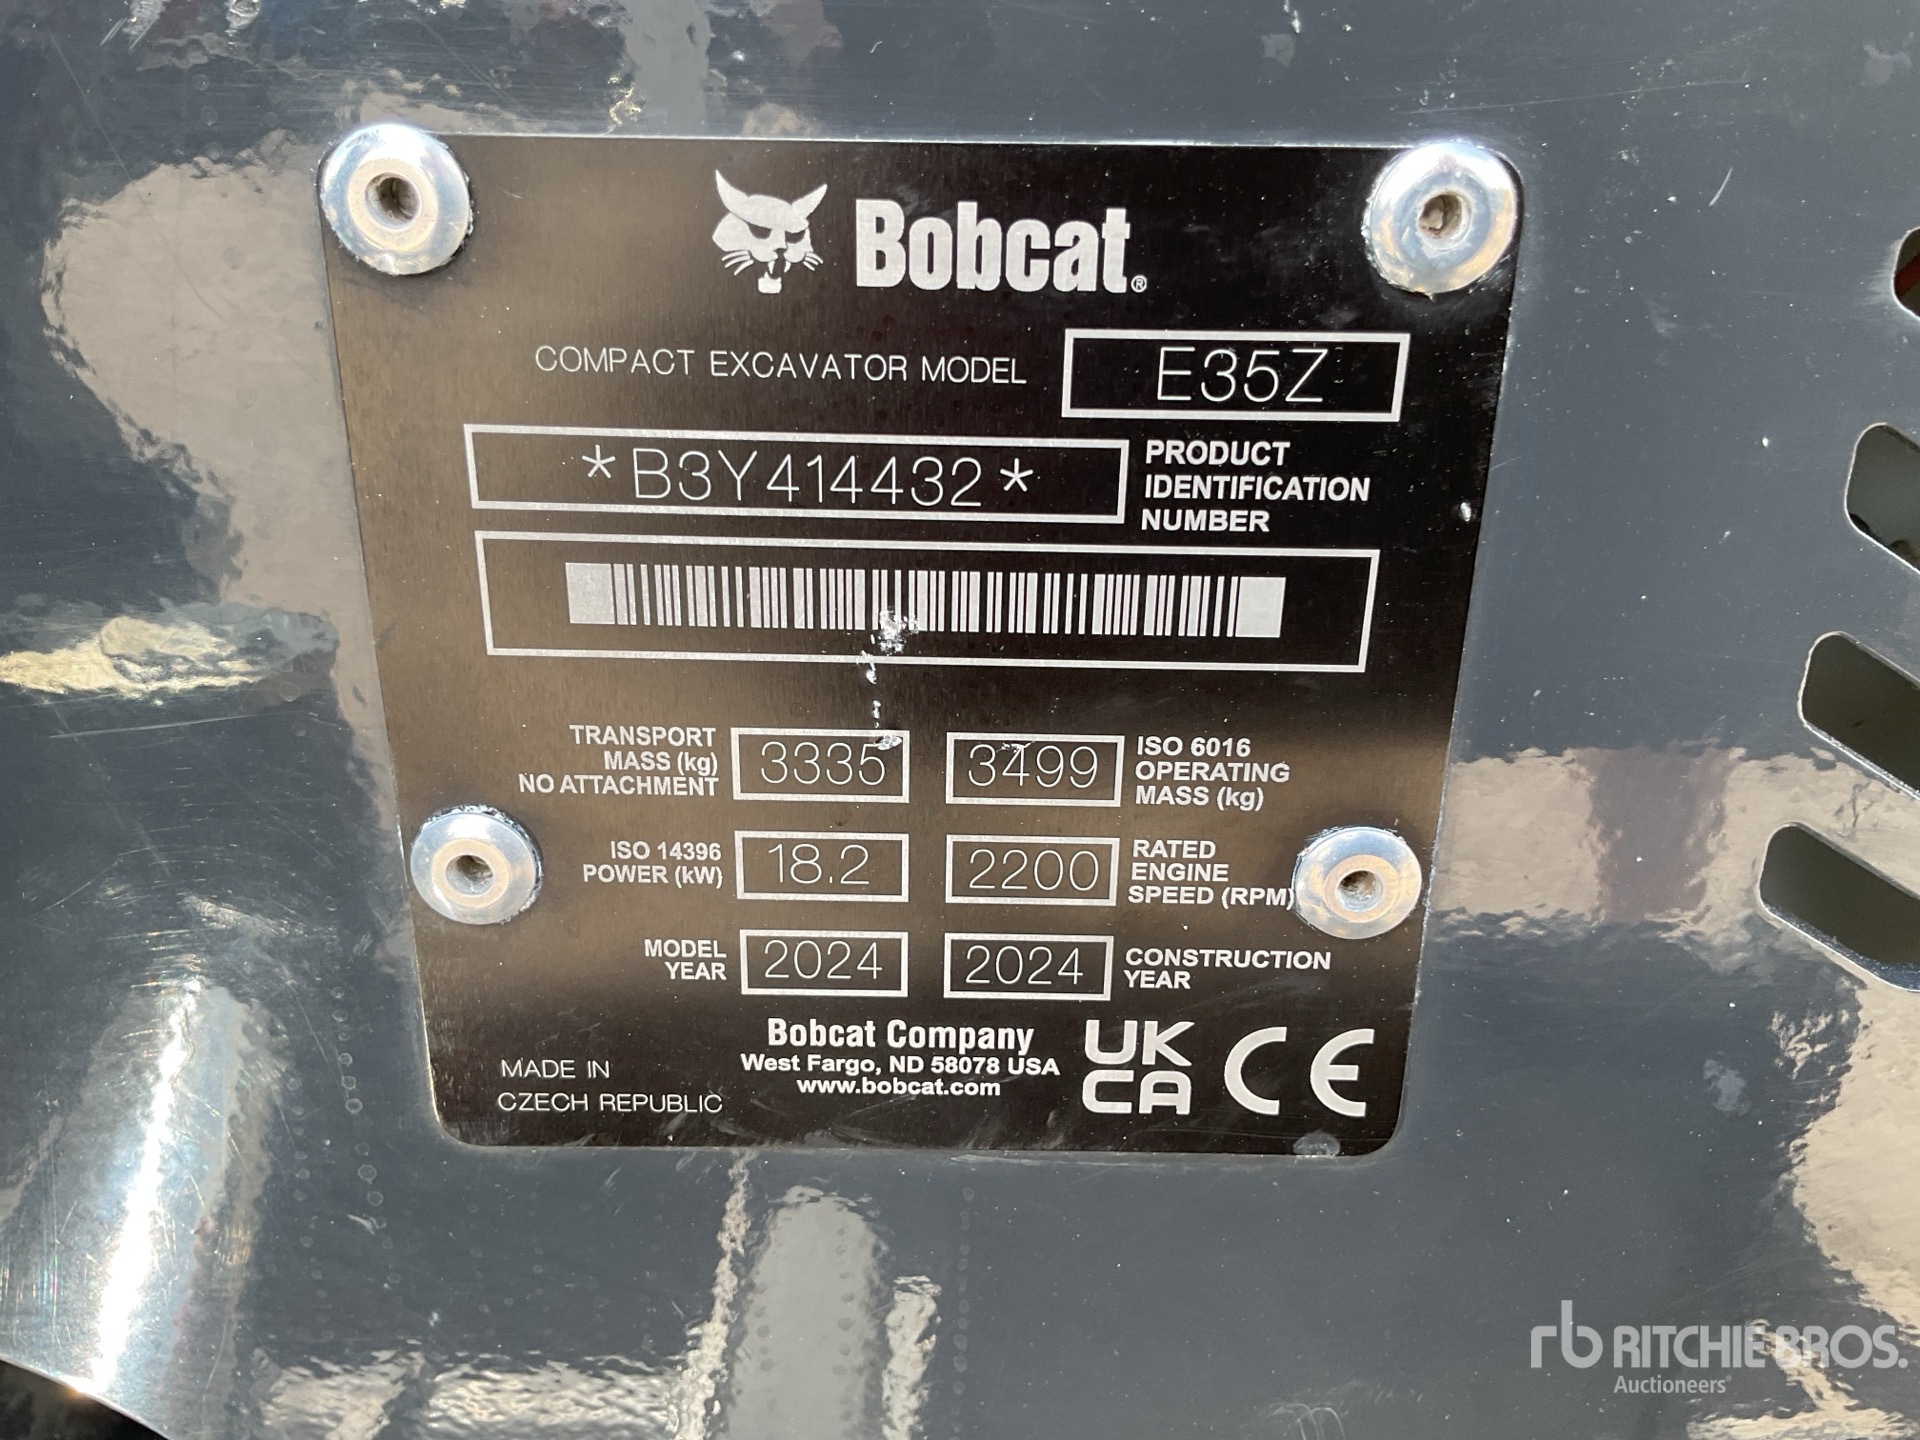 Bobcat®
COMPACT EXCAVATOR MODEL E35Z
*B3Y414432*
PRODUCT
IDENTIFICATION
NUMBER
TRANSPORT
MASS (kg)
NO ATTACHMENT
3335
3499
ISO 6016
OPERATING
MASS (kg)
ISO 14396
POWER (kW)
18.2
2200
RATED
ENGINE
SPEED (RPM)
MODEL
YEAR
2024
2024
CONSTRUCTION
YEAR
MADE IN
CZECH REPUBLIC
Bobcat Company
West Fargo, ND 58078 USA
www.bobcat.com
UK
CA
CE
rb RITCHIE BROS.
Auctioneers